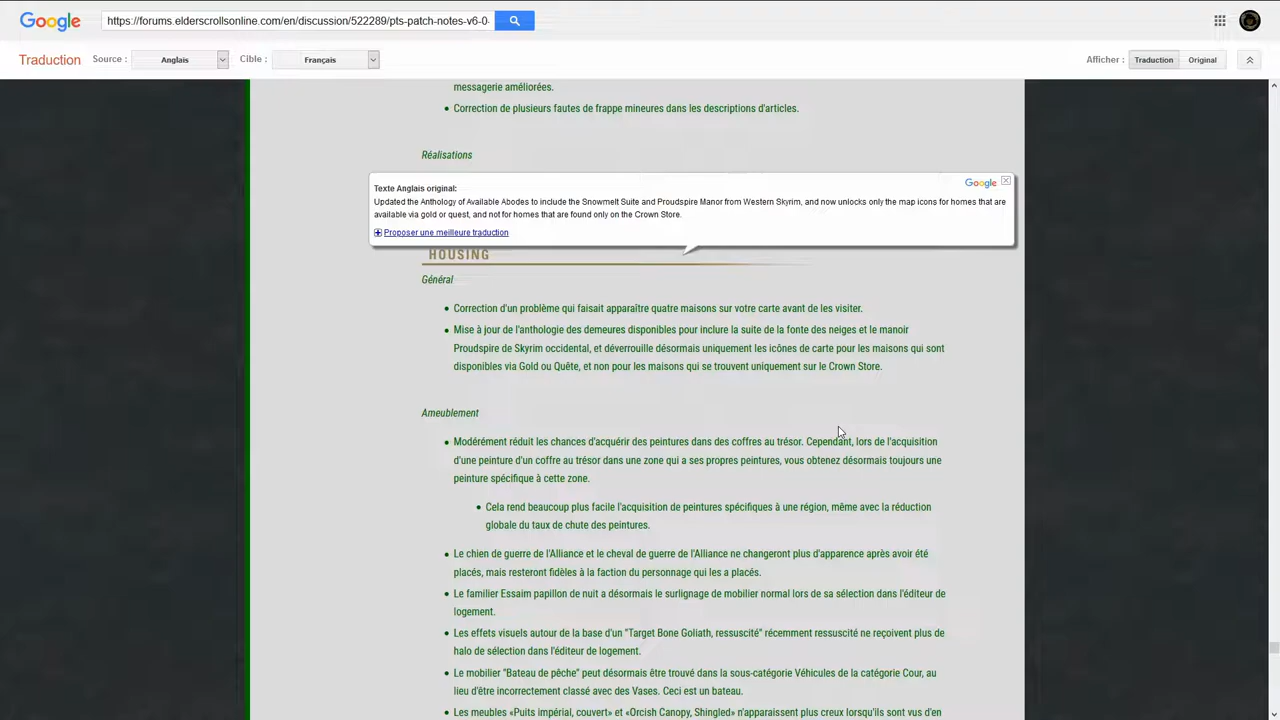 Google
https://forums.elderscrollsonline.com/en/discussion/522289/pts-patch-notes-v6-0-
Traduction
Source :
Anglais
Cible :
Français
Afficher :
Traduction
Original
messagerie améliorées.
Correction de plusieurs fautes de frappe mineures dans les descriptions d'articles.
Réalisations
Google
Texte Anglais original:
Updated the Anthology of Available Abodes to include the Snowmelt Suite and Proudspire Manor from Western Skyrim, and now unlocks only the map icons for homes that are
available via gold or quest, and not for homes that are found only on the Crown Store.
Proposer une meilleure traduction
HOUSING
Général
Correction d'un problème qui faisait apparaître quatre maisons sur votre carte avant de les visiter.
Mise à jour de l'anthologie des demeures disponibles pour inclure la suite de la fonte des neiges et le manoir
Proudspire de Skyrim occidental, et déverrouille désormais uniquement les icônes de carte pour les maisons qui sont
disponibles via Gold ou Quête, et non pour les maisons qui se trouvent uniquement sur le Crown Store.
Ameublement
Modérément réduit les chances d'acquérir des peintures dans des coffres au trésor. Cependant, lors de l'acquisition
d'une peinture d'un coffre au trésor dans une zone qui a ses propres peintures, vous obtenez désormais toujours une
peinture spécifique à cette zone.
Cela rend beaucoup plus facile l'acquisition de peintures spécifiques à une région, même avec la réduction
globale du taux de chute des peintures.
Le chien de guerre de l'Alliance et le cheval de guerre de l'Alliance ne changeront plus d'apparence après avoir été
placés, mais resteront fidèles à la faction du personnage qui les a placés.
Le familier Essaim papillon de nuit a désormais le surlignage de mobilier normal lors de sa sélection dans l'éditeur de
logement.
Les effets visuels autour de la base d'un "Target Bone Goliath, ressuscité" récemment ressuscité ne reçoivent plus de
halo de sélection dans l'éditeur de logement.
Le mobilier "Bateau de pêche" peut désormais être trouvé dans la sous-catégorie Véhicules de la catégorie Cour, au
lieu d'être incorrectement classé avec des Vases. Ceci est un bateau.
Les meubles «Puits impérial, couvert» et «Orcish Canopy, Shingled» n'apparaissent plus creux lorsqu'ils sont vus d'en